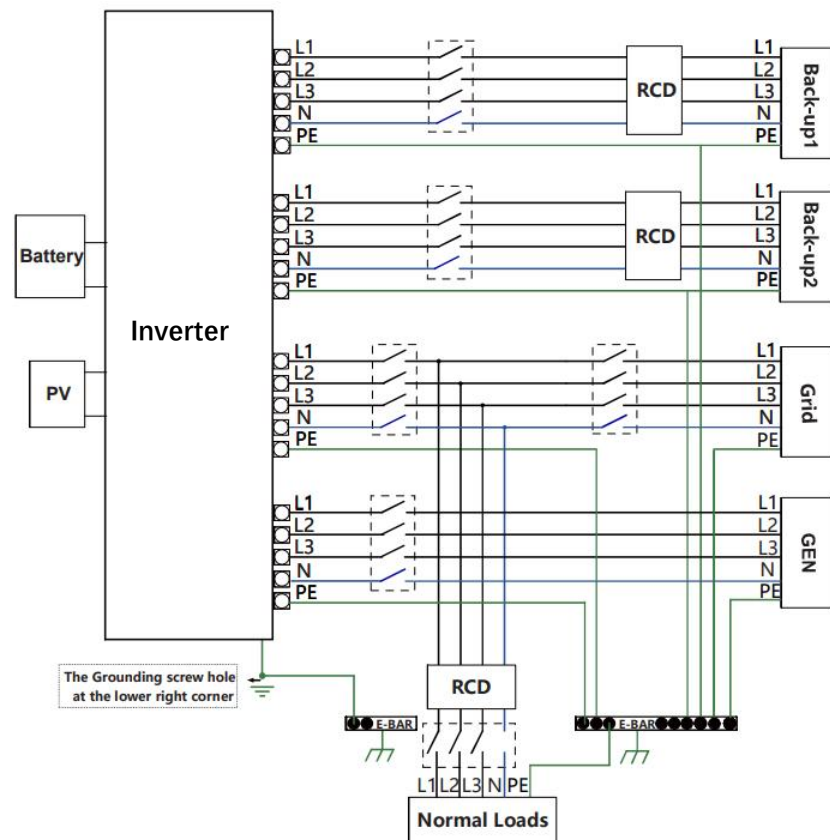 L1
L2
L3
N
PE
RCD
L1
L2
L3
N
PE
Back-up1
L1
L2
L3
N
PE
RCD
L1
L2
L3
N
PE
Back-up2
Battery
PV
Inverter
L1
L2
L3
N
PE
L1
L2
L3
N
PE
Grid
L1
L2
L3
N
PE
L1
L2
L3
N
PE
GEN
The Grounding screw hole
at the lower right corner
RCD
E-BAR
E-BAR
L1 L2 L3 N PE
Normal Loads